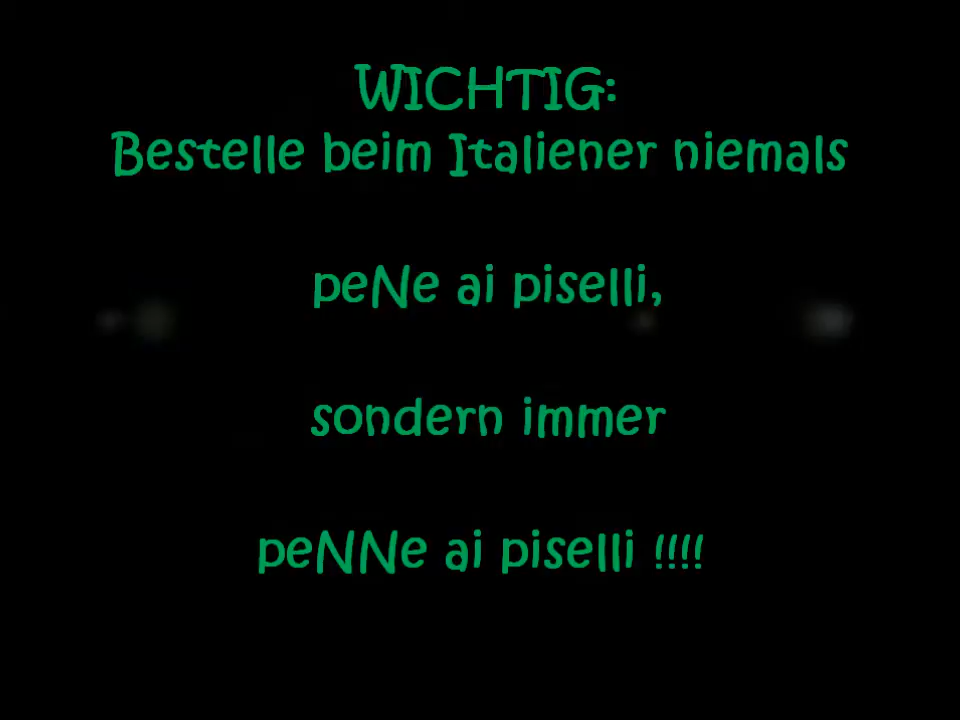 WICHTIG:
Bestelle beim Italiener niemals
peNe ai piselli,
sondern immer
peNNe ai piselli !!!!